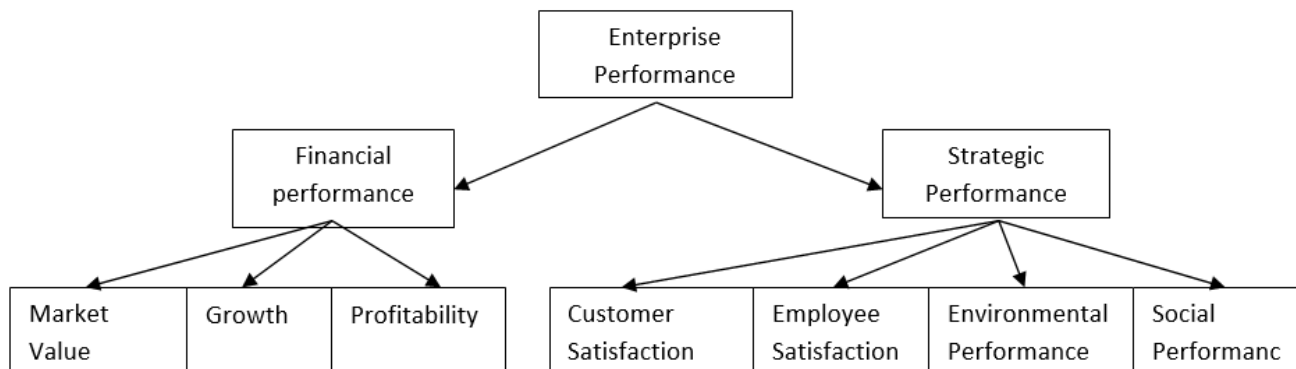 Enterprise
Performance
Financial
performance
Strategic
Performance
Market
Value
Growth
Profitability
Customer
Satisfaction
Employee
Satisfaction
Environmental
Performance
Social
Performanc